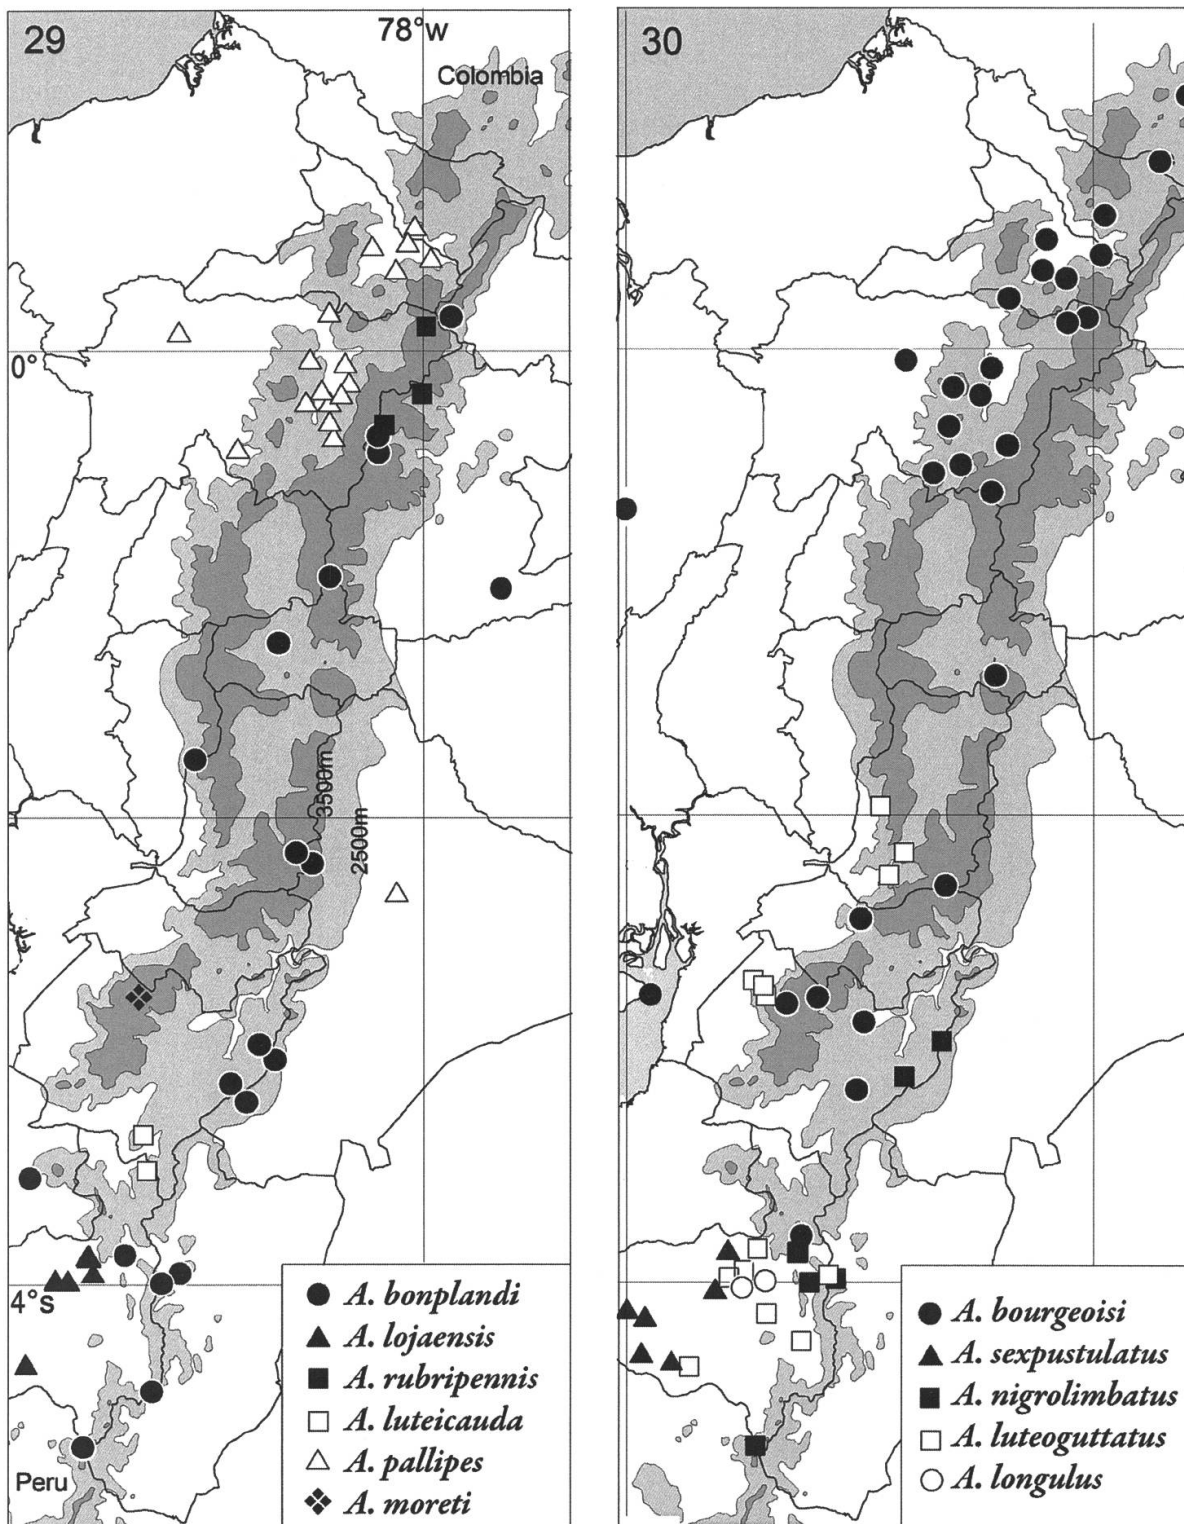 29
78°w
Colombia
0°
3500m
2500m
4°s
Peru
A. bonplandi
A. lojaensis
A. rubripennis
A. luteicauda
A. pallipes
A. moreti
30
A. bourgeoisi
A. sexpustulatus
A. nigrolimbatus
A. luteoguttatus
A. longulus